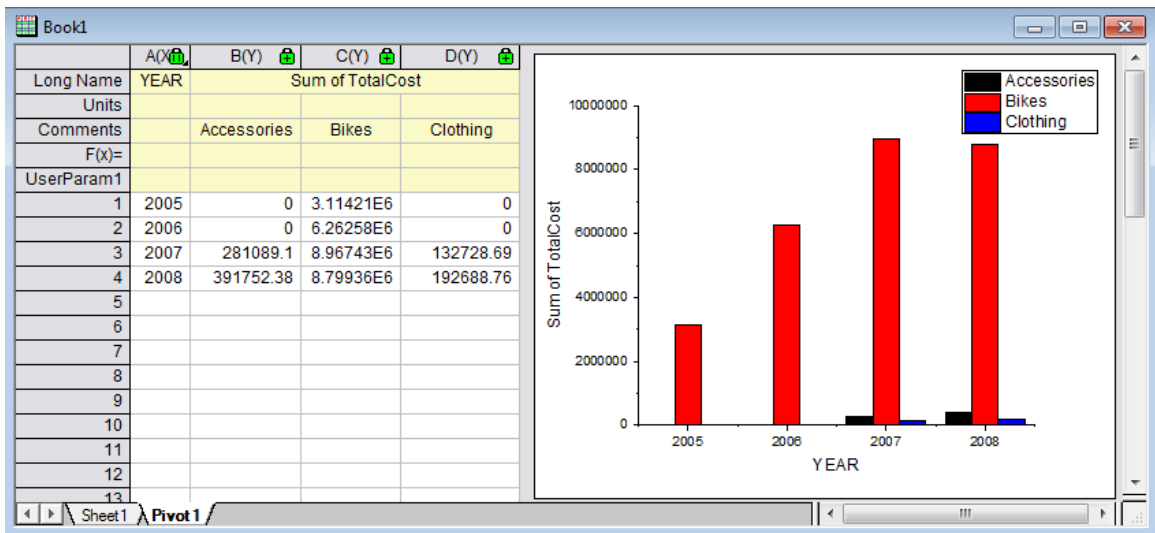 Book1
A(X) B(Y) C(Y) D(Y)
Long Name YEAR Sum of TotalCost
Units
Comments Accessories Bikes Clothing
F(x)=
UserParam1
1 2005 0 3.11421E6 0
2 2006 0 6.26258E6 0
3 2007 281089.1 8.96743E6 132728.69
4 2008 391752.38 8.79936E6 192688.76
5
6
7
8
9
10
11
12
13
Sheet1 Pivot1
Accessories
Bikes
Clothing
10000000
8000000
6000000
4000000
2000000
0
Sum of TotalCost
2005 2006 2007 2008
YEAR